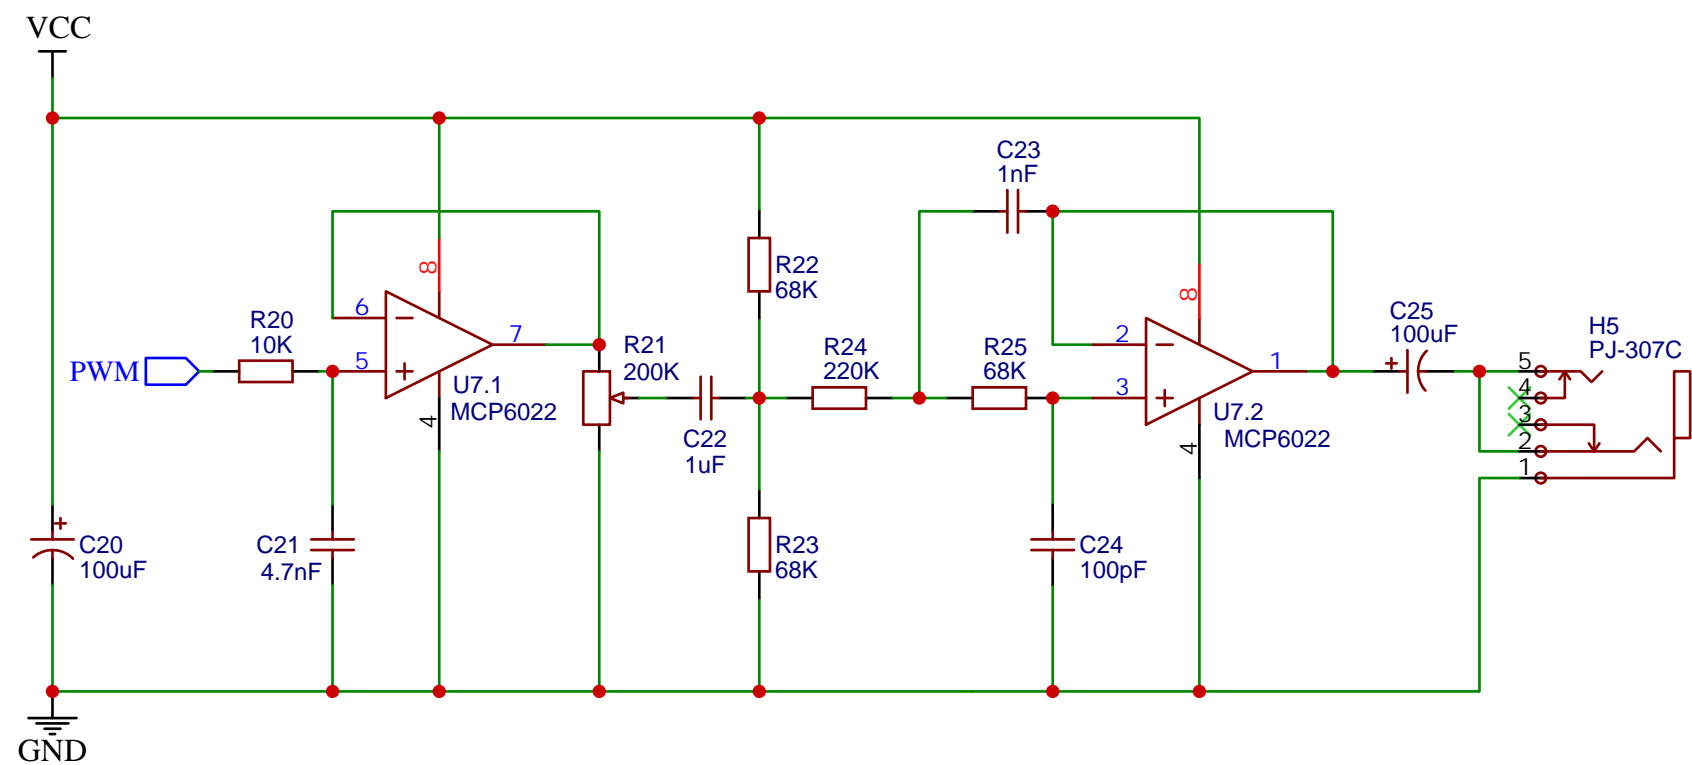 VCC
C23
1nF
R22
68K
8
8
6
R20
10K
PWM
5
7
R21
200K
U7.1
MCP6022
4
C22
1uF
R24
220K
R25
68K
2
3
1
U7.2
MCP6022
4
C25
100uF
H5
PJ-307C
5
4
3
2
1
C20
100uF
C21
4.7nF
R23
68K
C24
100pF
GND